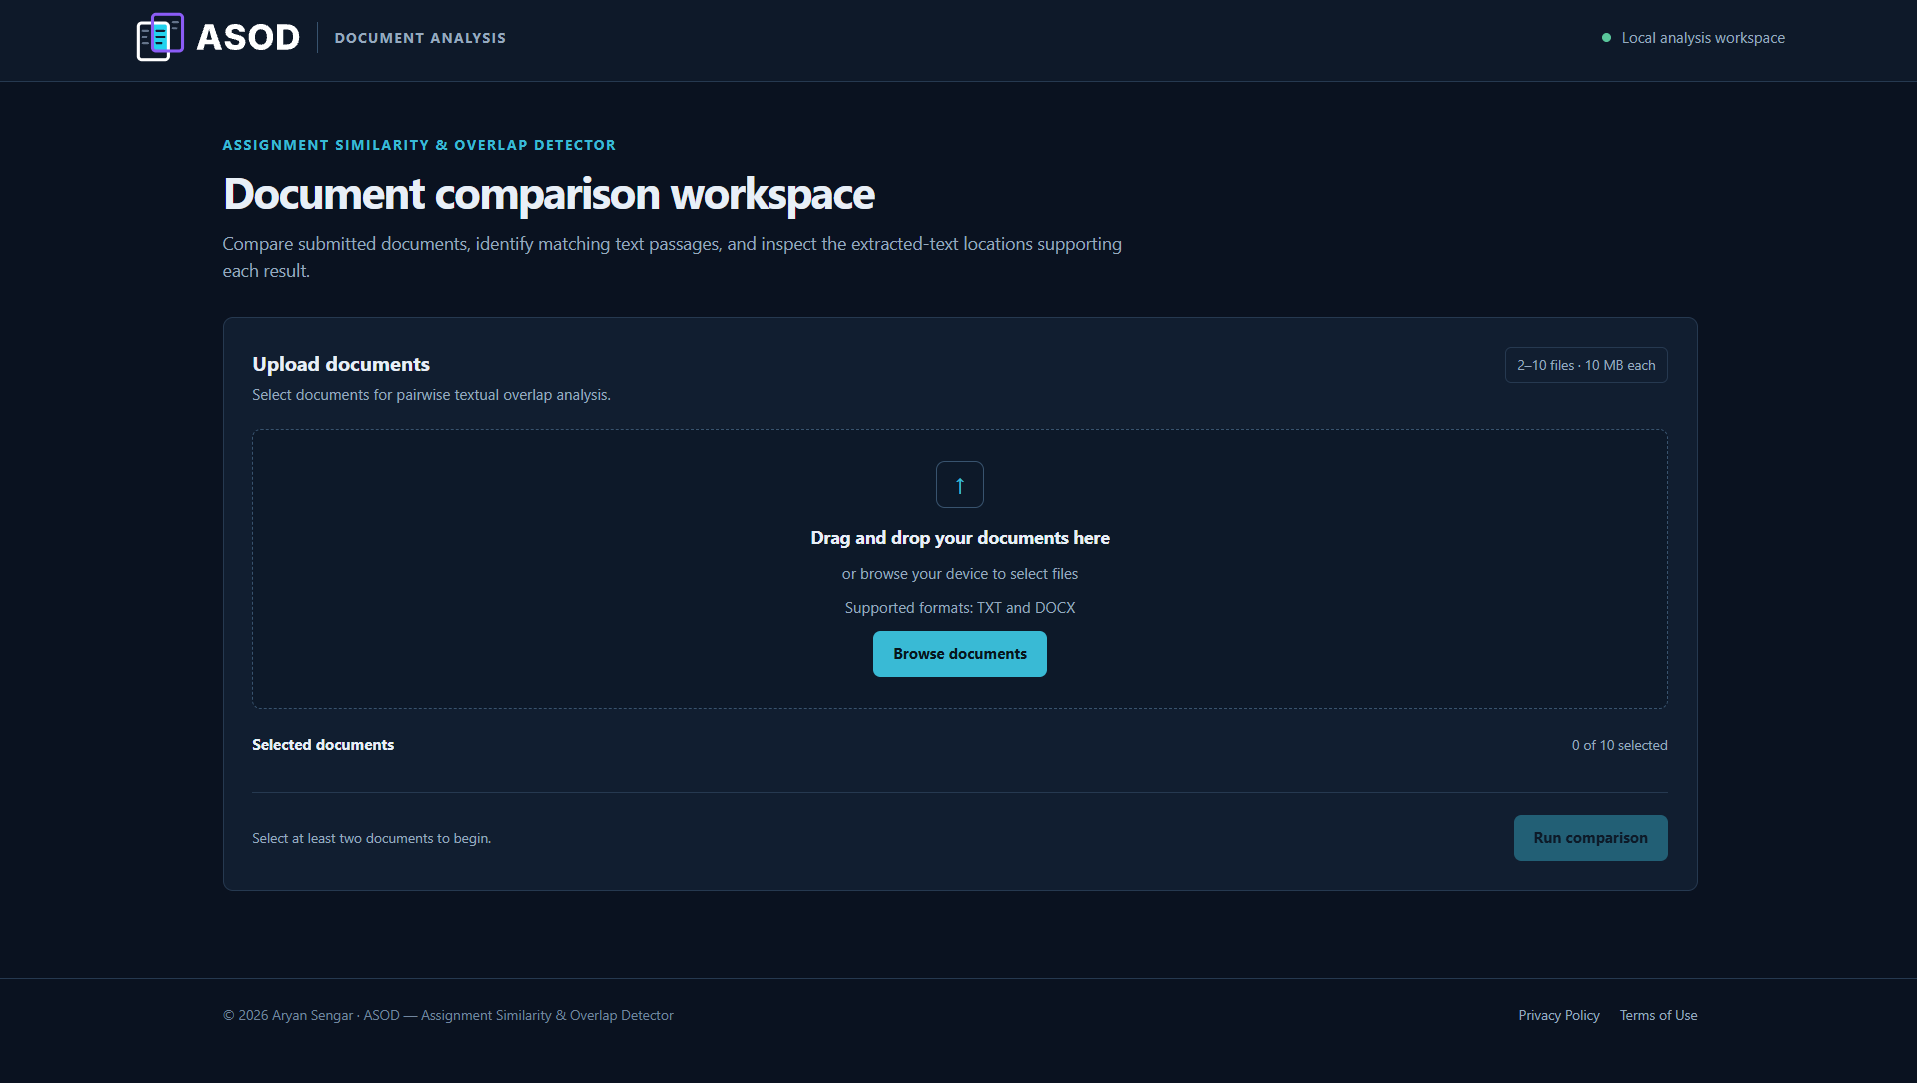 ASOD
DOCUMENT ANALYSIS
Local analysis workspace
ASSIGNMENT SIMILARITY & OVERLAP DETECTOR
Document comparison workspace
Compare submitted documents, identify matching text passages, and inspect the extracted-text locations supporting
each result.
Upload documents
2–10 files · 10 MB each
Select documents for pairwise textual overlap analysis.
↑
Drag and drop your documents here
or browse your device to select files
Supported formats: TXT and DOCX
Browse documents
Selected documents
0 of 10 selected
Select at least two documents to begin.
Run comparison
© 2026 Aryan Sengar · ASOD — Assignment Similarity & Overlap Detector
Privacy Policy
Terms of Use